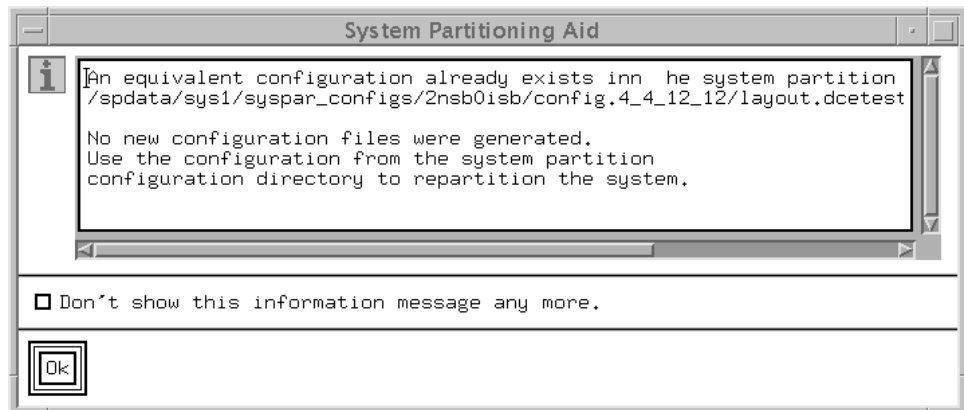 System Partitioning Aid
An equivalent configuration already exists inn  he system partition
/spdata/sys1/syspar_configs/2nsb0isb/config.4_4_12_12/layout.dcetest
No new configuration files were generated.
Use the configuration from the system partition
configuration directory to repartition the system.
Don't show this information message any more.
Ok